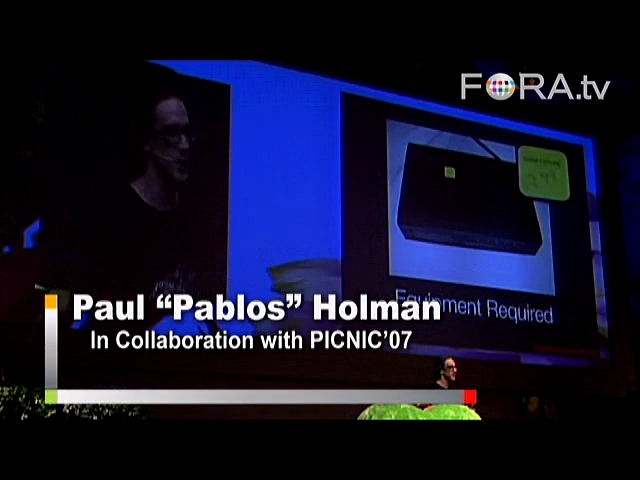 FORA.tv
Equipment Required
Paul “Pablos” Holman
In Collaboration with PICNIC’07